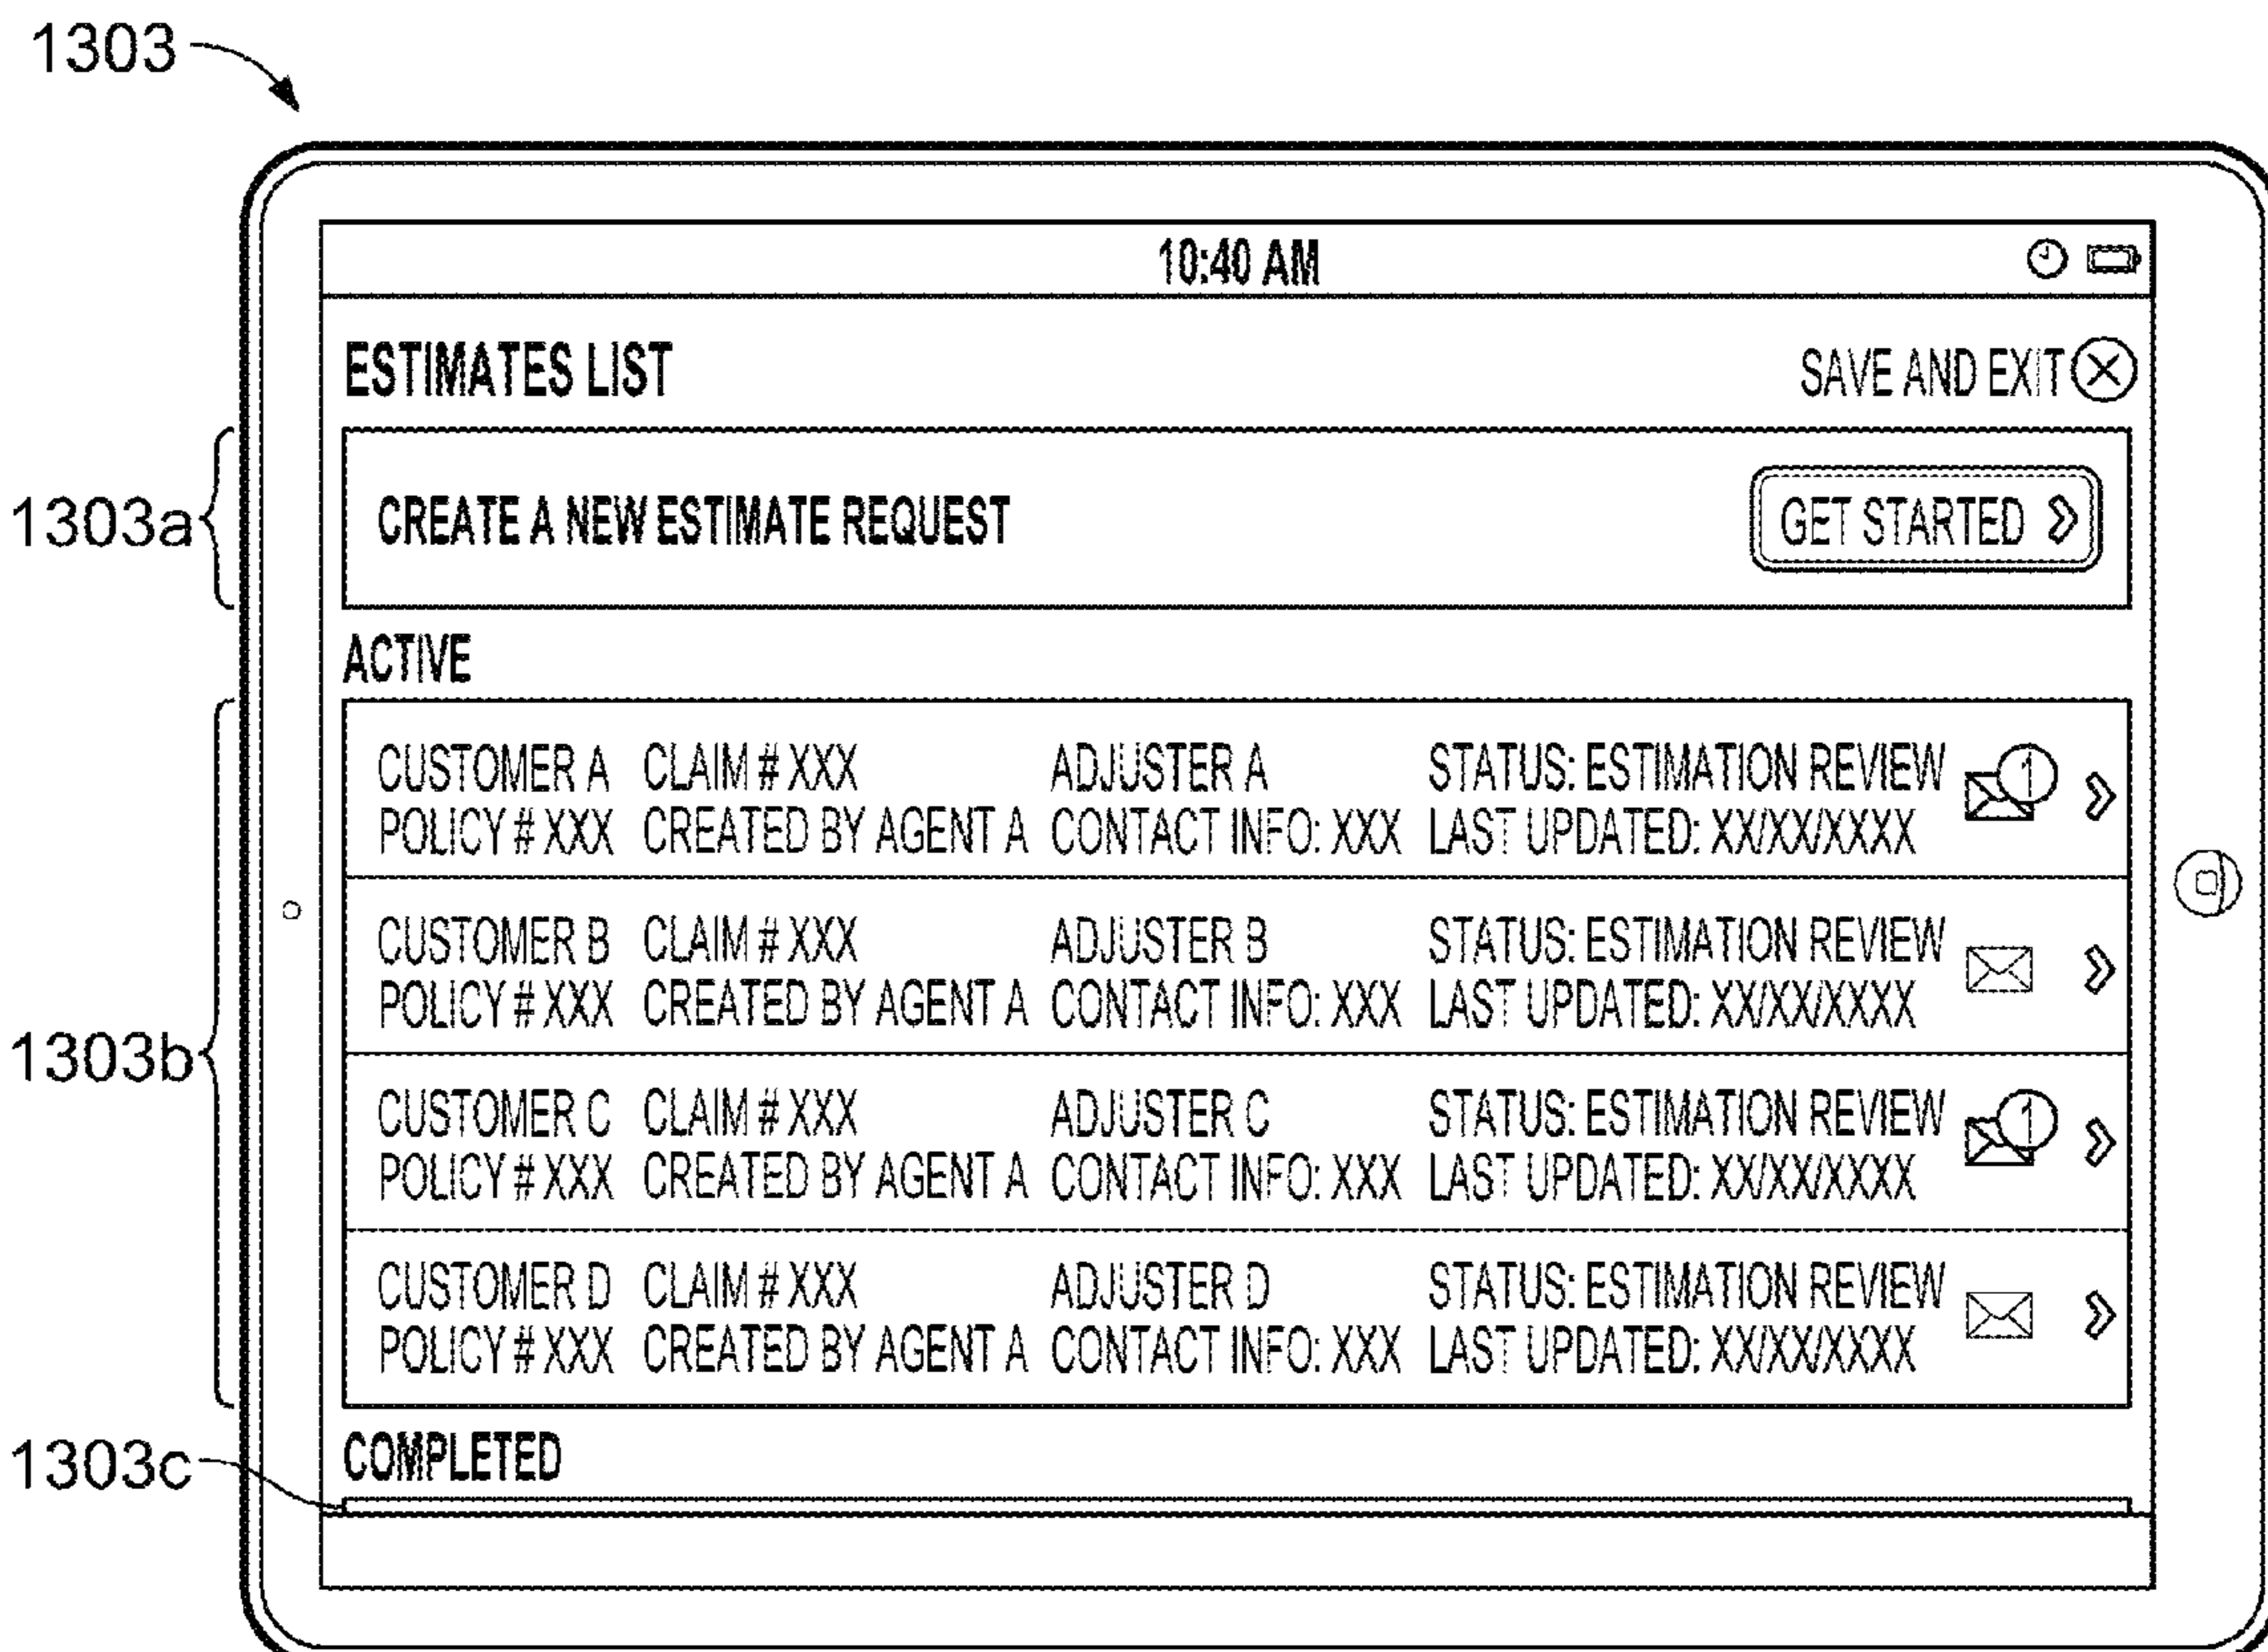 1303
10:40 AM
ESTIMATES LIST SAVE AND EXIT
1303a
CREATE A NEW ESTIMATE REQUEST GET STARTED
ACTIVE
1303b
CUSTOMER A CLAIM # XXX ADJUSTER A STATUS: ESTIMATION REVIEW 1
POLICY # XXX CREATED BY AGENT A CONTACT INFO: XXX LAST UPDATED: XX/XX/XXXX
CUSTOMER B CLAIM # XXX ADJUSTER B STATUS: ESTIMATION REVIEW
POLICY # XXX CREATED BY AGENT A CONTACT INFO: XXX LAST UPDATED: XX/XX/XXXX
CUSTOMER C CLAIM # XXX ADJUSTER C STATUS: ESTIMATION REVIEW 1
POLICY # XXX CREATED BY AGENT A CONTACT INFO: XXX LAST UPDATED: XX/XX/XXXX
CUSTOMER D CLAIM # XXX ADJUSTER D STATUS: ESTIMATION REVIEW
POLICY # XXX CREATED BY AGENT A CONTACT INFO: XXX LAST UPDATED: XX/XX/XXXX
1303c
COMPLETED